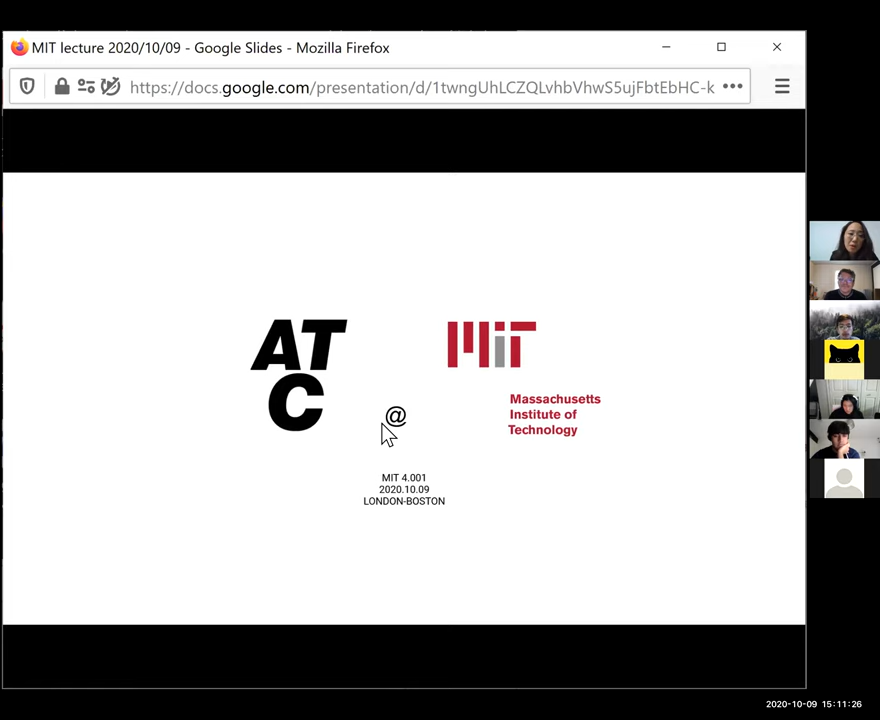 MIT lecture 2020/10/09 - Google Slides - Mozilla Firefox
https://docs.google.com/presentation/d/1twngUhLCZQLvhbVhwS5ujFbtEbHC-k
AT
C
@
MIT
Massachusetts
Institute of
Technology
MIT 4.001
2020.10.09
LONDON-BOSTON
2020-10-09 15:11:26